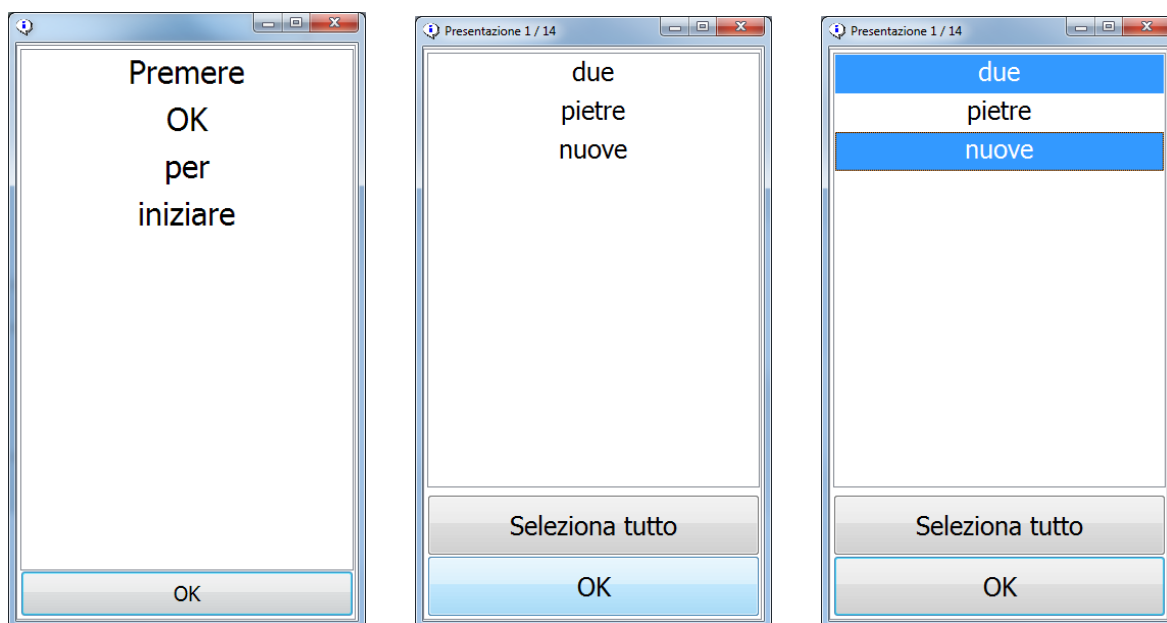 Premere
OK
per
iniziare
OK
Presentazione 1 / 14
due
pietre
nuove
Seleziona tutto
OK
Presentazione 1 / 14
due
pietre
nuove
Seleziona tutto
OK